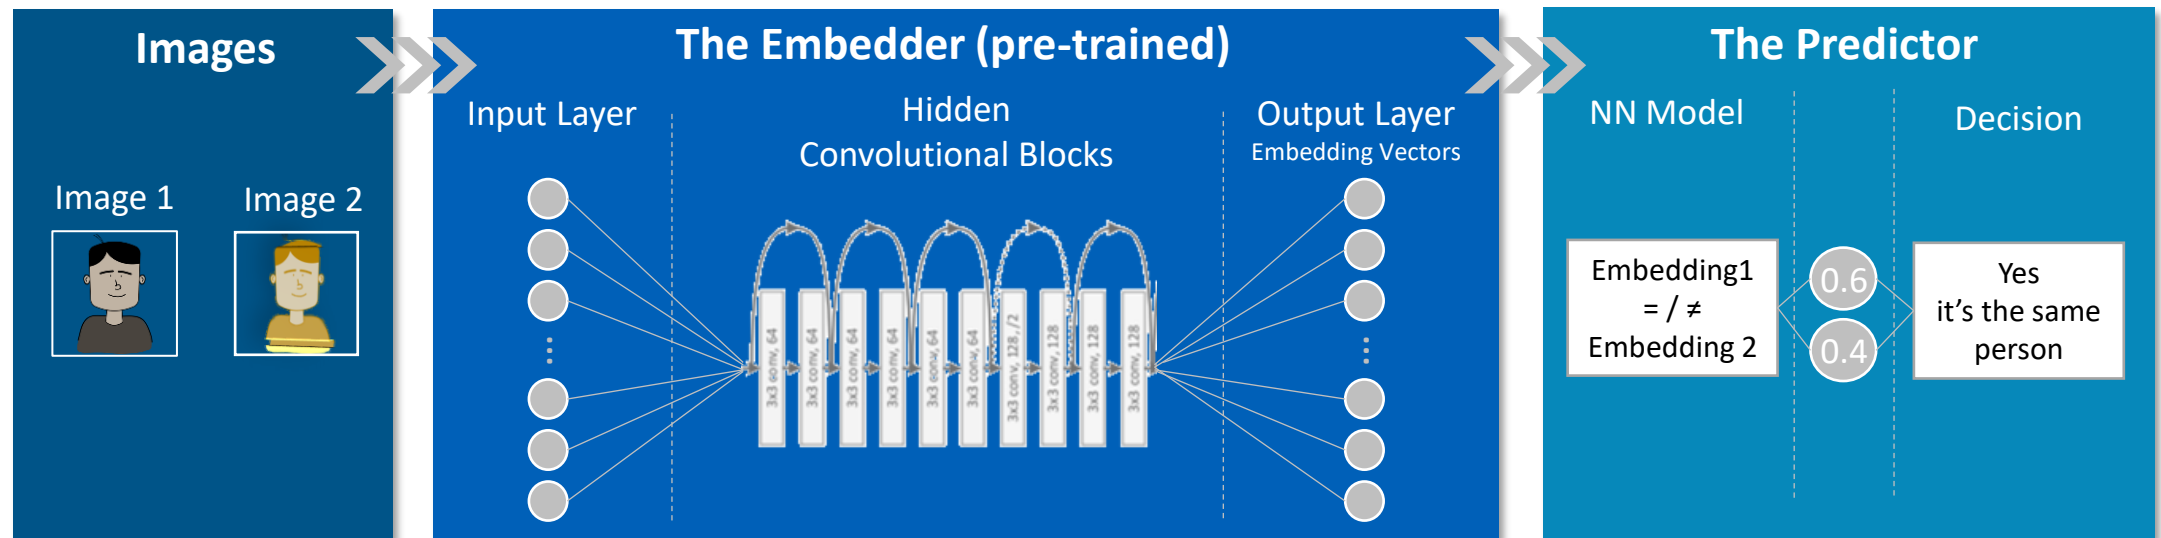 Images
Image 1
Image 2
The Embedder (pre-trained)
Input Layer
Hidden
Convolutional Blocks
Output Layer
Embedding Vectors
3x3 conv, 64
3x3 conv, 64
3x3 conv, 64
3x3 conv, 64
3x3 conv, 64
3x3 conv, 64
3x3 conv, 128, /2
3x3 conv, 128
3x3 conv, 128
3x3 conv, 128
The Predictor
NN Model
Decision
Embedding1
= / ≠
Embedding 2
0.6
0.4
Yes
it’s the same
person